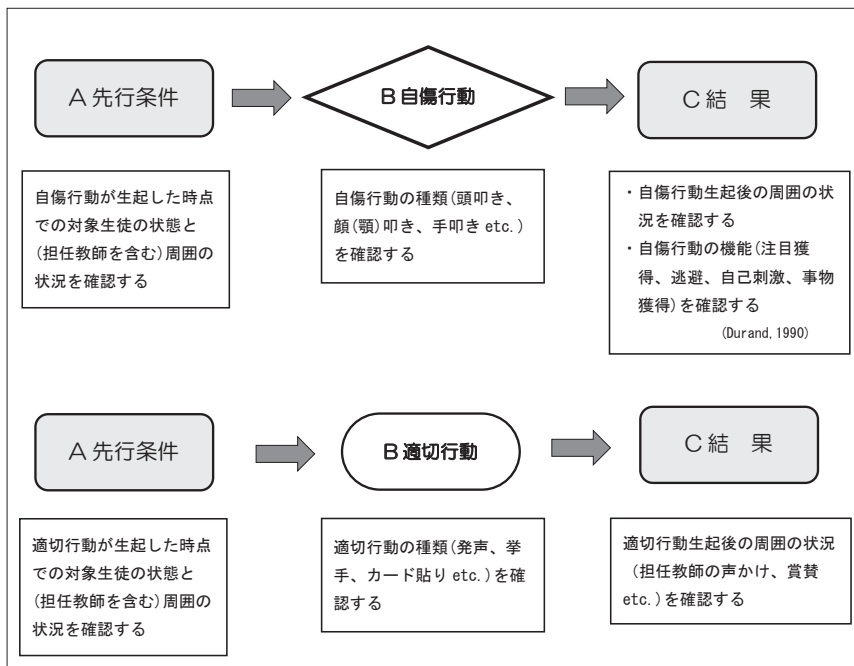 A 先行条件
B 自傷行動
C 結 果
自傷行動が生起した時点
での対象生徒の状態と
(担任教師を含む)周囲の
状況を確認する
自傷行動の種類(頭叩き、
顔(顎)叩き、手叩き etc.)
を確認する
・自傷行動生起後の周囲の状
況を確認する
・自傷行動の機能(注目獲
得、逃避、自己刺激、事物
獲得)を確認する
(Durand, 1990)
A 先行条件
B 適切行動
C 結 果
適切行動が生起した時点
での対象生徒の状態と
(担任教師を含む)周囲の
状況を確認する
適切行動の種類(発声、挙
手、カード貼り etc.)を確
認する
適切行動生起後の周囲の状況
(担任教師の声かけ、賞賛
etc.)を確認する